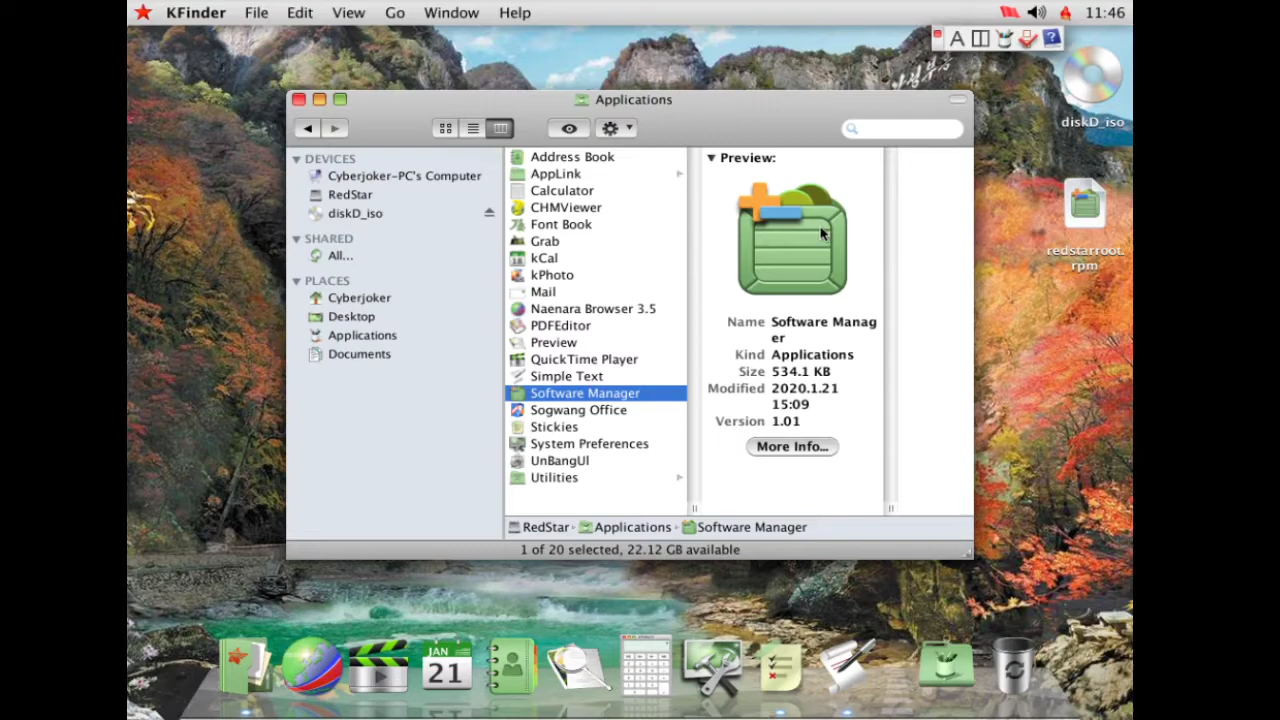 KFinder File Edit View Go Window Help 11:46
A
?
diskD_iso
redstarroot.
rpm
Applications
DEVICES
Cyberjoker-PC's Computer
RedStar
diskD_iso
SHARED
All...
PLACES
Cyberjoker
Desktop
Applications
Documents
Address Book
AppLink
Calculator
CHMViewer
Font Book
Grab
kCal
kPhoto
Mail
Naenara Browser 3.5
PDFEditor
Preview
QuickTime Player
Simple Text
Software Manager
Sogwang Office
Stickies
System Preferences
UnBangUI
Utilities
Preview:
Name Software Manag
er
Kind Applications
Size 534.1 KB
Modified 2020.1.21
15:09
Version 1.01
More Info...
RedStar Applications Software Manager
1 of 20 selected, 22.12 GB available
JAN
21